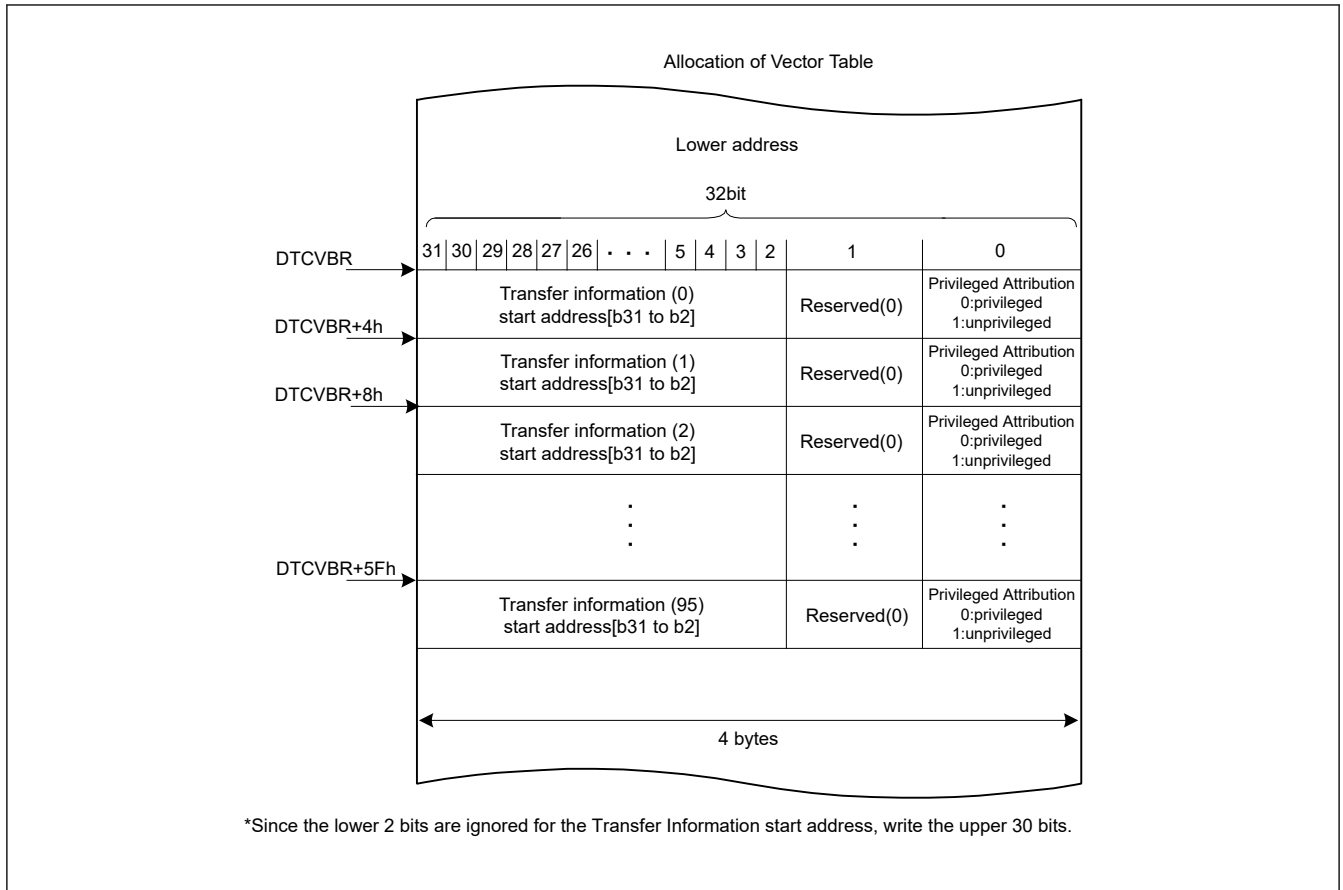 Allocation of Vector Table
Lower address
32bit
DTCVBR
31 30 29 28 27 26 · · · 5 4 3 2 1 0
Transfer information (0)
start address[b31 to b2]
Reserved(0)
Privileged Attribution
0:privileged
1:unprivileged
DTCVBR+4h
Transfer information (1)
start address[b31 to b2]
Reserved(0)
Privileged Attribution
0:privileged
1:unprivileged
DTCVBR+8h
Transfer information (2)
start address[b31 to b2]
Reserved(0)
Privileged Attribution
0:privileged
1:unprivileged
DTCVBR+5Fh
Transfer information (95)
start address[b31 to b2]
Reserved(0)
Privileged Attribution
0:privileged
1:unprivileged
4 bytes
*Since the lower 2 bits are ignored for the Transfer Information start address, write the upper 30 bits.